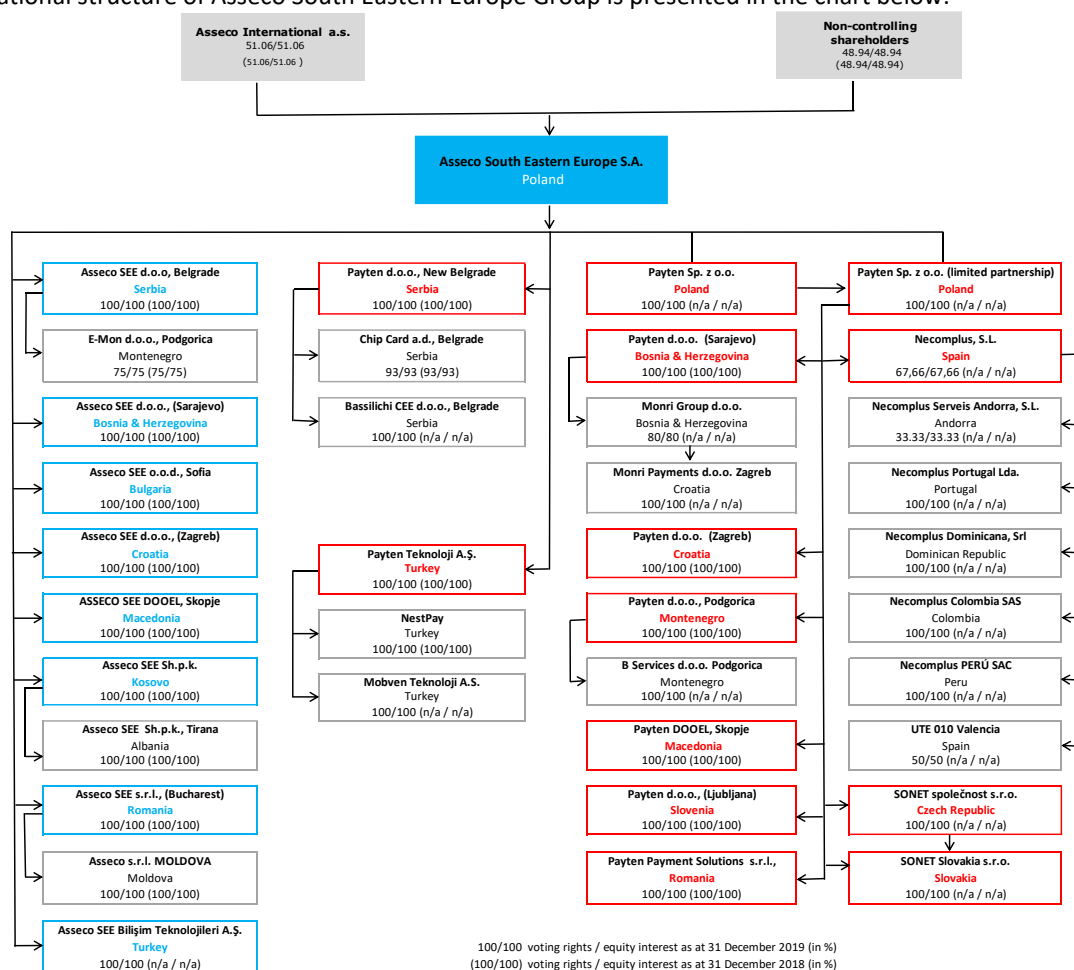 ational structure of Asseco South Eastern Europe Group is presented in the chart below:
Asseco International a.s.
51.06/51.06
(51.06/51.06 )
Non-controlling
shareholders
48.94/48.94
(48.94/48.94)
Asseco South Eastern Europe S.A.
Poland
Asseco SEE d.o.o, Belgrade
Serbia
100/100 (100/100)
E-Mon d.o.o., Podgorica
Montenegro
75/75 (75/75)
Asseco SEE d.o.o., (Sarajevo)
Bosnia & Herzegovina
100/100 (100/100)
Asseco SEE o.o.d., Sofia
Bulgaria
100/100 (100/100)
Asseco SEE d.o.o., (Zagreb)
Croatia
100/100 (100/100)
ASSECO SEE DOOEL, Skopje
Macedonia
100/100 (100/100)
Asseco SEE Sh.p.k.
Kosovo
100/100 (100/100)
Asseco SEE Sh.p.k., Tirana
Albania
100/100 (100/100)
Asseco SEE s.r.l., (Bucharest)
Romania
100/100 (100/100)
Asseco s.r.l. MOLDOVA
Moldova
100/100 (100/100)
Asseco SEE Bilişim Teknolojileri A.Ş.
Turkey
100/100 (n/a / n/a)
Payten d.o.o., New Belgrade
Serbia
100/100 (100/100)
Chip Card a.d., Belgrade
Serbia
93/93 (93/93)
Bassilichi CEE d.o.o., Belgrade
Serbia
100/100 (n/a / n/a)
Payten Teknoloji A.Ş.
Turkey
100/100 (100/100)
NestPay
Turkey
100/100 (100/100)
Mobven Teknoloji A.S.
Turkey
100/100 (n/a / n/a)
Payten Sp. z o.o.
Poland
100/100 (n/a / n/a)
Payten d.o.o. (Sarajevo)
Bosnia & Herzegovina
100/100 (100/100)
Monri Group d.o.o.
Bosnia & Herzegovina
80/80 (n/a / n/a)
Monri Payments d.o.o. Zagreb
Croatia
100/100 (n/a / n/a)
Payten d.o.o. (Zagreb)
Croatia
100/100 (100/100)
Payten d.o.o., Podgorica
Montenegro
100/100 (100/100)
B Services d.o.o. Podgorica
Montenegro
100/100 (n/a / n/a)
Payten DOOEL, Skopje
Macedonia
100/100 (100/100)
Payten d.o.o., (Ljubljana)
Slovenia
100/100 (100/100)
Payten Payment Solutions s.r.l.,
Romania
100/100 (100/100)
Payten Sp. z o.o. (limited partnership)
Poland
100/100 (n/a / n/a)
Necomplus, S.L.
Spain
67,66/67,66 (n/a / n/a)
Necomplus Serveis Andorra, S.L.
Andorra
33.33/33.33 (n/a / n/a)
Necomplus Portugal Lda.
Portugal
100/100 (n/a / n/a)
Necomplus Dominicana, Srl
Dominican Republic
100/100 (n/a / n/a)
Necomplus Colombia SAS
Colombia
100/100 (n/a / n/a)
Necomplus PERÚ SAC
Peru
100/100 (n/a / n/a)
UTE 010 Valencia
Spain
50/50 (n/a / n/a)
SONET společnost s.r.o.
Czech Republic
100/100 (n/a / n/a)
SONET Slovakia s.r.o.
Slovakia
100/100 (n/a / n/a)
100/100 voting rights / equity interest as at 31 December 2019 (in %)
(100/100) voting rights / equity interest as at 31 December 2018 (in %)